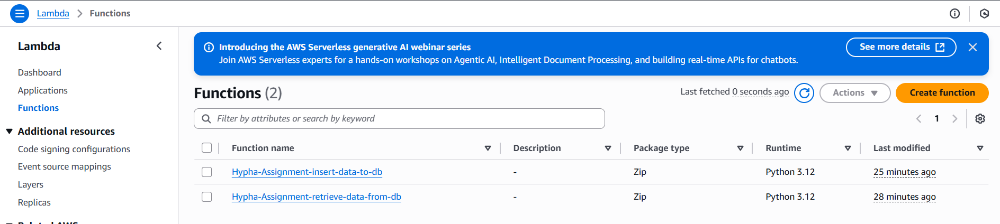 Lambda > Functions
Lambda
Dashboard
Applications
Functions
Additional resources
Code signing configurations
Event source mappings
Layers
Replicas
Related AWS
Introducing the AWS Serverless generative AI webinar series
Join AWS Serverless experts for a hands-on workshops on Agentic AI, Intelligent Document Processing, and building real-time APIs for chatbots.
See more details
Functions (2)
Last fetched 0 seconds ago
Actions
Create function
Filter by attributes or search by keyword
1
Function name Description Package type Runtime Last modified
Hypha-Assignment-insert-data-to-db - Zip Python 3.12 25 minutes ago
Hypha-Assignment-retrieve-data-from-db - Zip Python 3.12 28 minutes ago